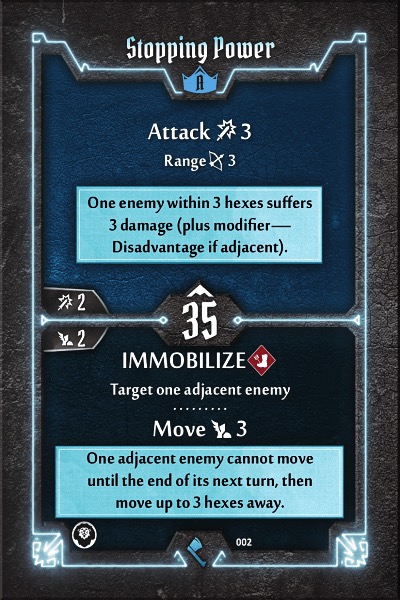 Stopping Power
A
Attack 3
Range 3
One enemy within 3 hexes suffers
3 damage (plus modifier—
Disadvantage if adjacent).
2
35
2
IMMOBILIZE
Target one adjacent enemy
Move 3
One adjacent enemy cannot move
until the end of its next turn, then
move up to 3 hexes away.
002